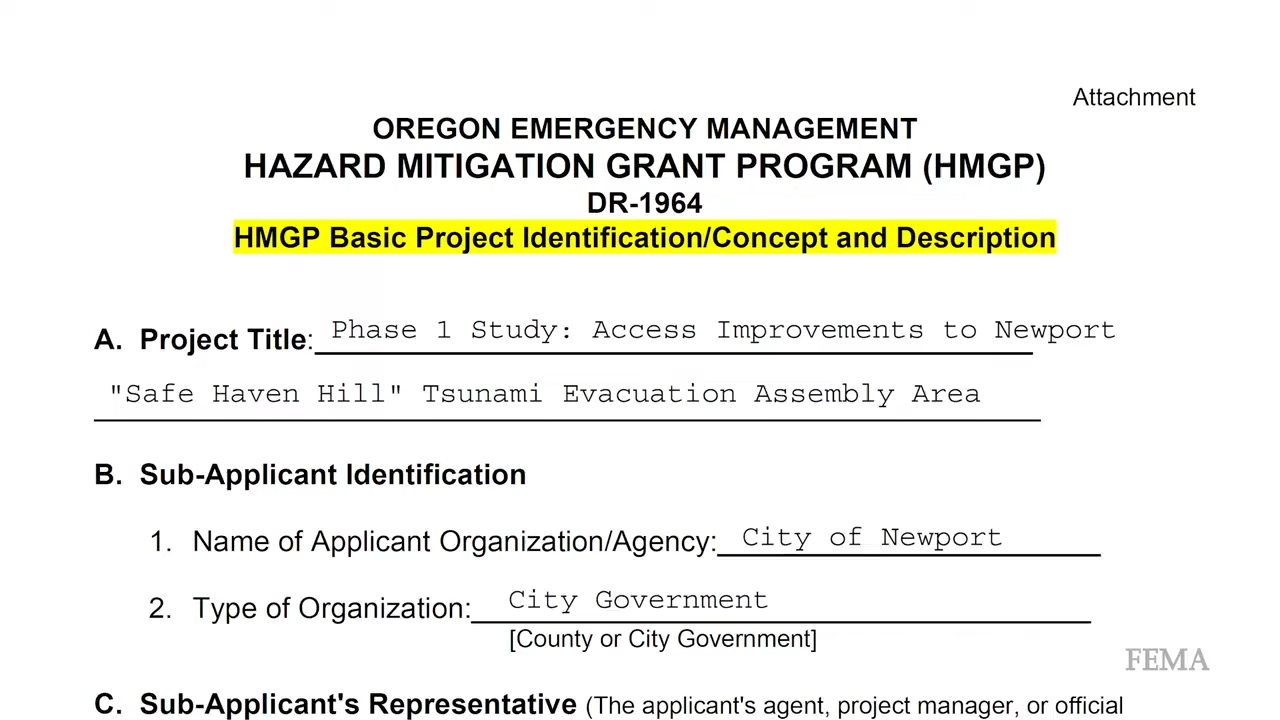 Attachment
OREGON EMERGENCY MANAGEMENT
HAZARD MITIGATION GRANT PROGRAM (HMGP)
DR-1964
HMGP Basic Project Identification/Concept and Description
A. Project Title: Phase 1 Study: Access Improvements to Newport
"Safe Haven Hill" Tsunami Evacuation Assembly Area
B. Sub-Applicant Identification
1. Name of Applicant Organization/Agency: City of Newport
2. Type of Organization: City Government
[County or City Government]
FEMA
C. Sub-Applicant's Representative (The applicant's agent, project manager, or official